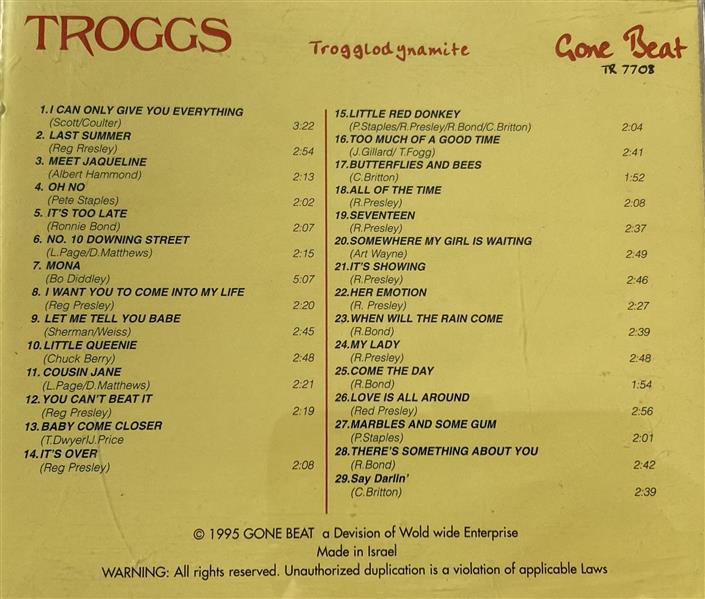 TROGGS
Trogglodynamite
Gone Beat
TR 7708
1. I CAN ONLY GIVE YOU EVERYTHING
(Scott/Coulter) 3:22
2. LAST SUMMER
(Reg Rresley) 2:54
3. MEET JAQUELINE
(Albert Hammond) 2:13
4. OH NO
(Pete Staples) 2:02
5. IT'S TOO LATE
(Ronnie Bond) 2:07
6. NO. 10 DOWNING STREET
(L.Page/D.Matthews) 2:15
7. MONA
(Bo Diddley) 5:07
8. I WANT YOU TO COME INTO MY LIFE
(Reg Presley) 2:20
9. LET ME TELL YOU BABE
(Sherman/Weiss) 2:45
10. LITTLE QUEENIE
(Chuck Berry) 2:48
11. COUSIN JANE
(L.Page/D.Matthews) 2:21
12. YOU CAN'T BEAT IT
(Reg Presley) 2:19
13. BABY COME CLOSER
(T.Dwyer/J.Price
14. IT'S OVER
(Reg Presley) 2:08
15. LITTLE RED DONKEY
(P.Staples/R.Presley/R.Bond/C.Britton) 2:04
16. TOO MUCH OF A GOOD TIME
(J.Gillard/ T.Fogg) 2:41
17. BUTTERFLIES AND BEES
(C.Britton) 1:52
18. ALL OF THE TIME
(R.Presley) 2:08
19. SEVENTEEN
(R.Presley) 2:37
20. SOMEWHERE MY GIRL IS WAITING
(Art Wayne) 2:49
21. IT'S SHOWING
(R.Presley) 2:46
22. HER EMOTION
(R. Presley) 2:27
23. WHEN WILL THE RAIN COME
(R.Bond) 2:39
24. MY LADY
(R.Presley) 2:48
25. COME THE DAY
(R.Bond) 1:54
26. LOVE IS ALL AROUND
(Red Presley) 2:56
27. MARBLES AND SOME GUM
(P.Staples) 2:01
28. THERE'S SOMETHING ABOUT YOU
(R.Bond) 2:42
29. Say Darlin'
(C.Britton) 2:39
© 1995 GONE BEAT a Devision of Wold wide Enterprise
Made in Israel
WARNING: All rights reserved. Unauthorized duplication is a violation of applicable Laws